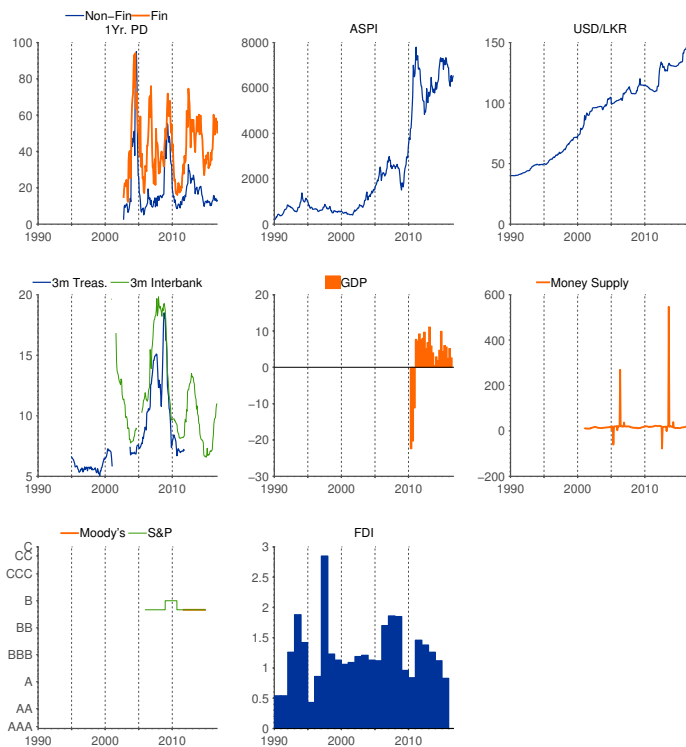 Non−Fin Fin
1Yr. PD
100
80
60
40
20
0
1990 2000 2010
ASPI
8000
6000
4000
2000
0
1990 2000 2010
USD/LKR
150
100
50
0
1990 2000 2010
3m Treas. 3m Interbank
20
15
10
5
1990 2000 2010
GDP
20
10
0
−10
−20
−30
1990 2000 2010
Money Supply
600
400
200
0
−200
1990 2000 2010
Moody's S&P
C
CC
CCC
B
BB
BBB
A
AA
AAA
1990 2000 2010
FDI
3
2.5
2
1.5
1
0.5
0
1990 2000 2010